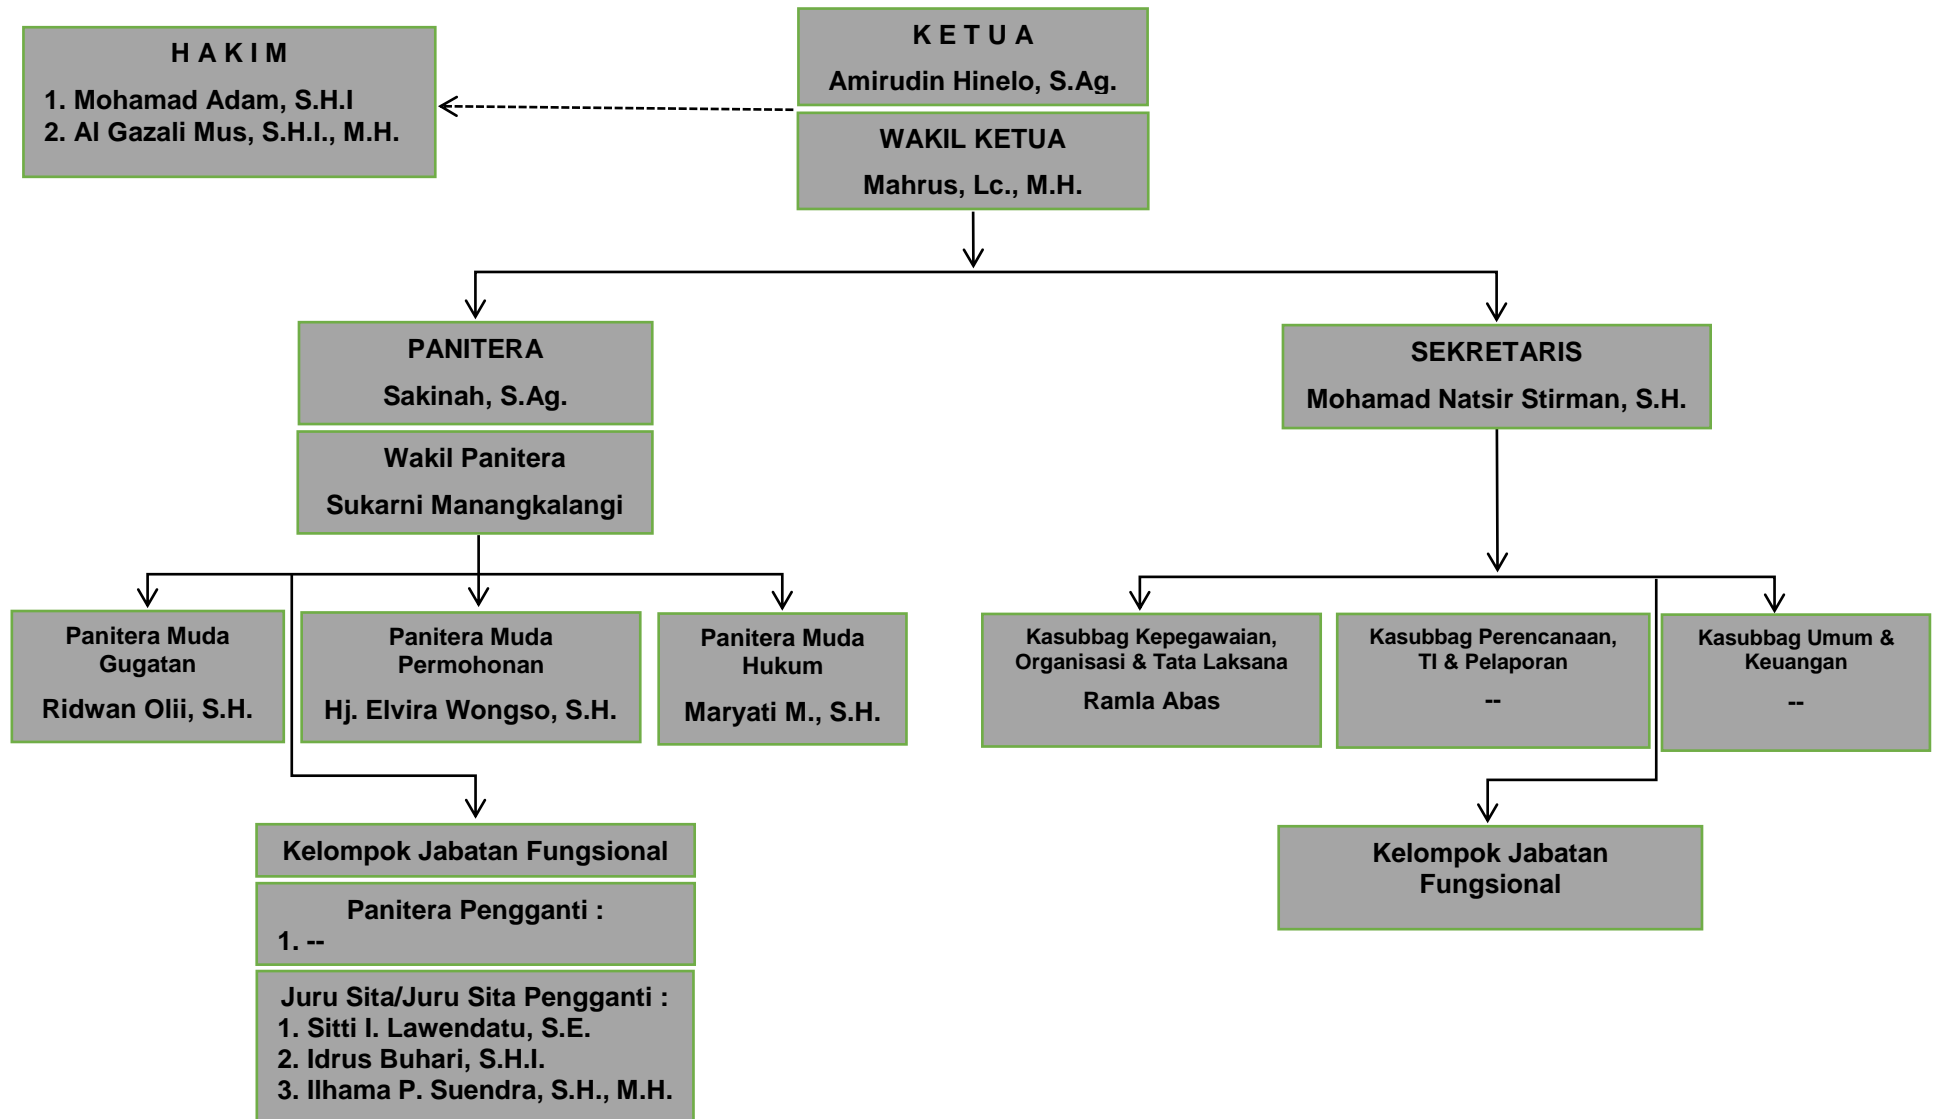 H A K I M
1. Mohamad Adam, S.H.I
2. Al Gazali Mus, S.H.I., M.H.
K E T U A
Amirudin Hinelo, S.Ag.
WAKIL KETUA
Mahrus, Lc., M.H.
PANITERA
Sakinah, S.Ag.
Wakil Panitera
Sukarni Manangkalangi
SEKRETARIS
Mohamad Natsir Stirman, S.H.
Panitera Muda
Gugatan
Ridwan Olii, S.H.
Panitera Muda
Permohonan
Hj. Elvira Wongso, S.H.
Panitera Muda
Hukum
Maryati M., S.H.
Kasubbag Kepegawaian,
Organisasi & Tata Laksana
Ramla Abas
Kasubbag Perencanaan,
TI & Pelaporan
--
Kasubbag Umum &
Keuangan
--
Kelompok Jabatan Fungsional
Panitera Pengganti :
1. --
Juru Sita/Juru Sita Pengganti :
1. Sitti I. Lawendatu, S.E.
2. Idrus Buhari, S.H.I.
3. Ilhama P. Suendra, S.H., M.H.
Kelompok Jabatan
Fungsional